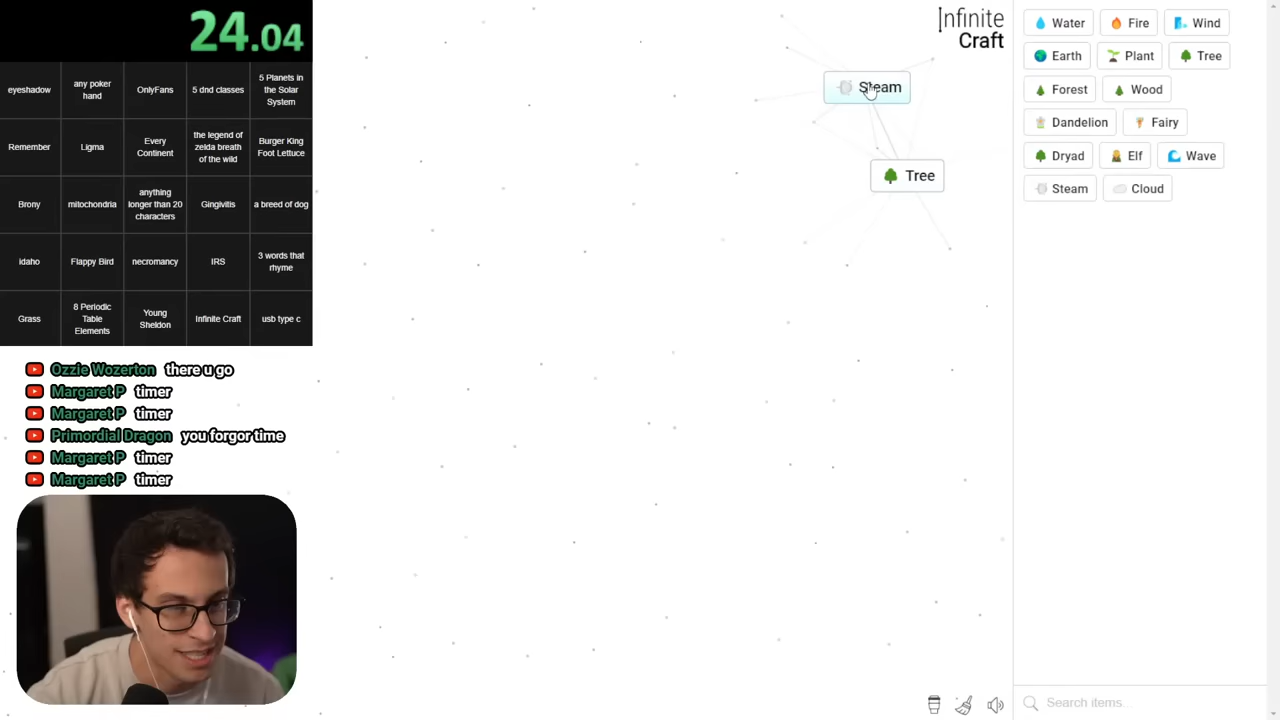 24.04
eyeshadow
any poker
hand
OnlyFans
5 dnd classes
5 Planets in
the Solar
System
Remember
Ligma
Every
Continent
the legend of
zelda breath
of the wild
Burger King
Foot Lettuce
Brony
mitochondria
anything
longer than 20
characters
Gingivitis
a breed of dog
idaho
Flappy Bird
necromancy
IRS
3 words that
rhyme
Grass
8 Periodic
Table
Elements
Young
Sheldon
Infinite Craft
usb type c
Ozzie Wozerton there u go
Margaret P timer
Margaret P timer
Primordial Dragon you forgor time
Margaret P timer
Margaret P timer
Infinite
Craft
Steam
Tree
Water Fire Wind
Earth Plant Tree
Forest Wood
Dandelion Fairy
Dryad Elf Wave
Steam Cloud
Search items...